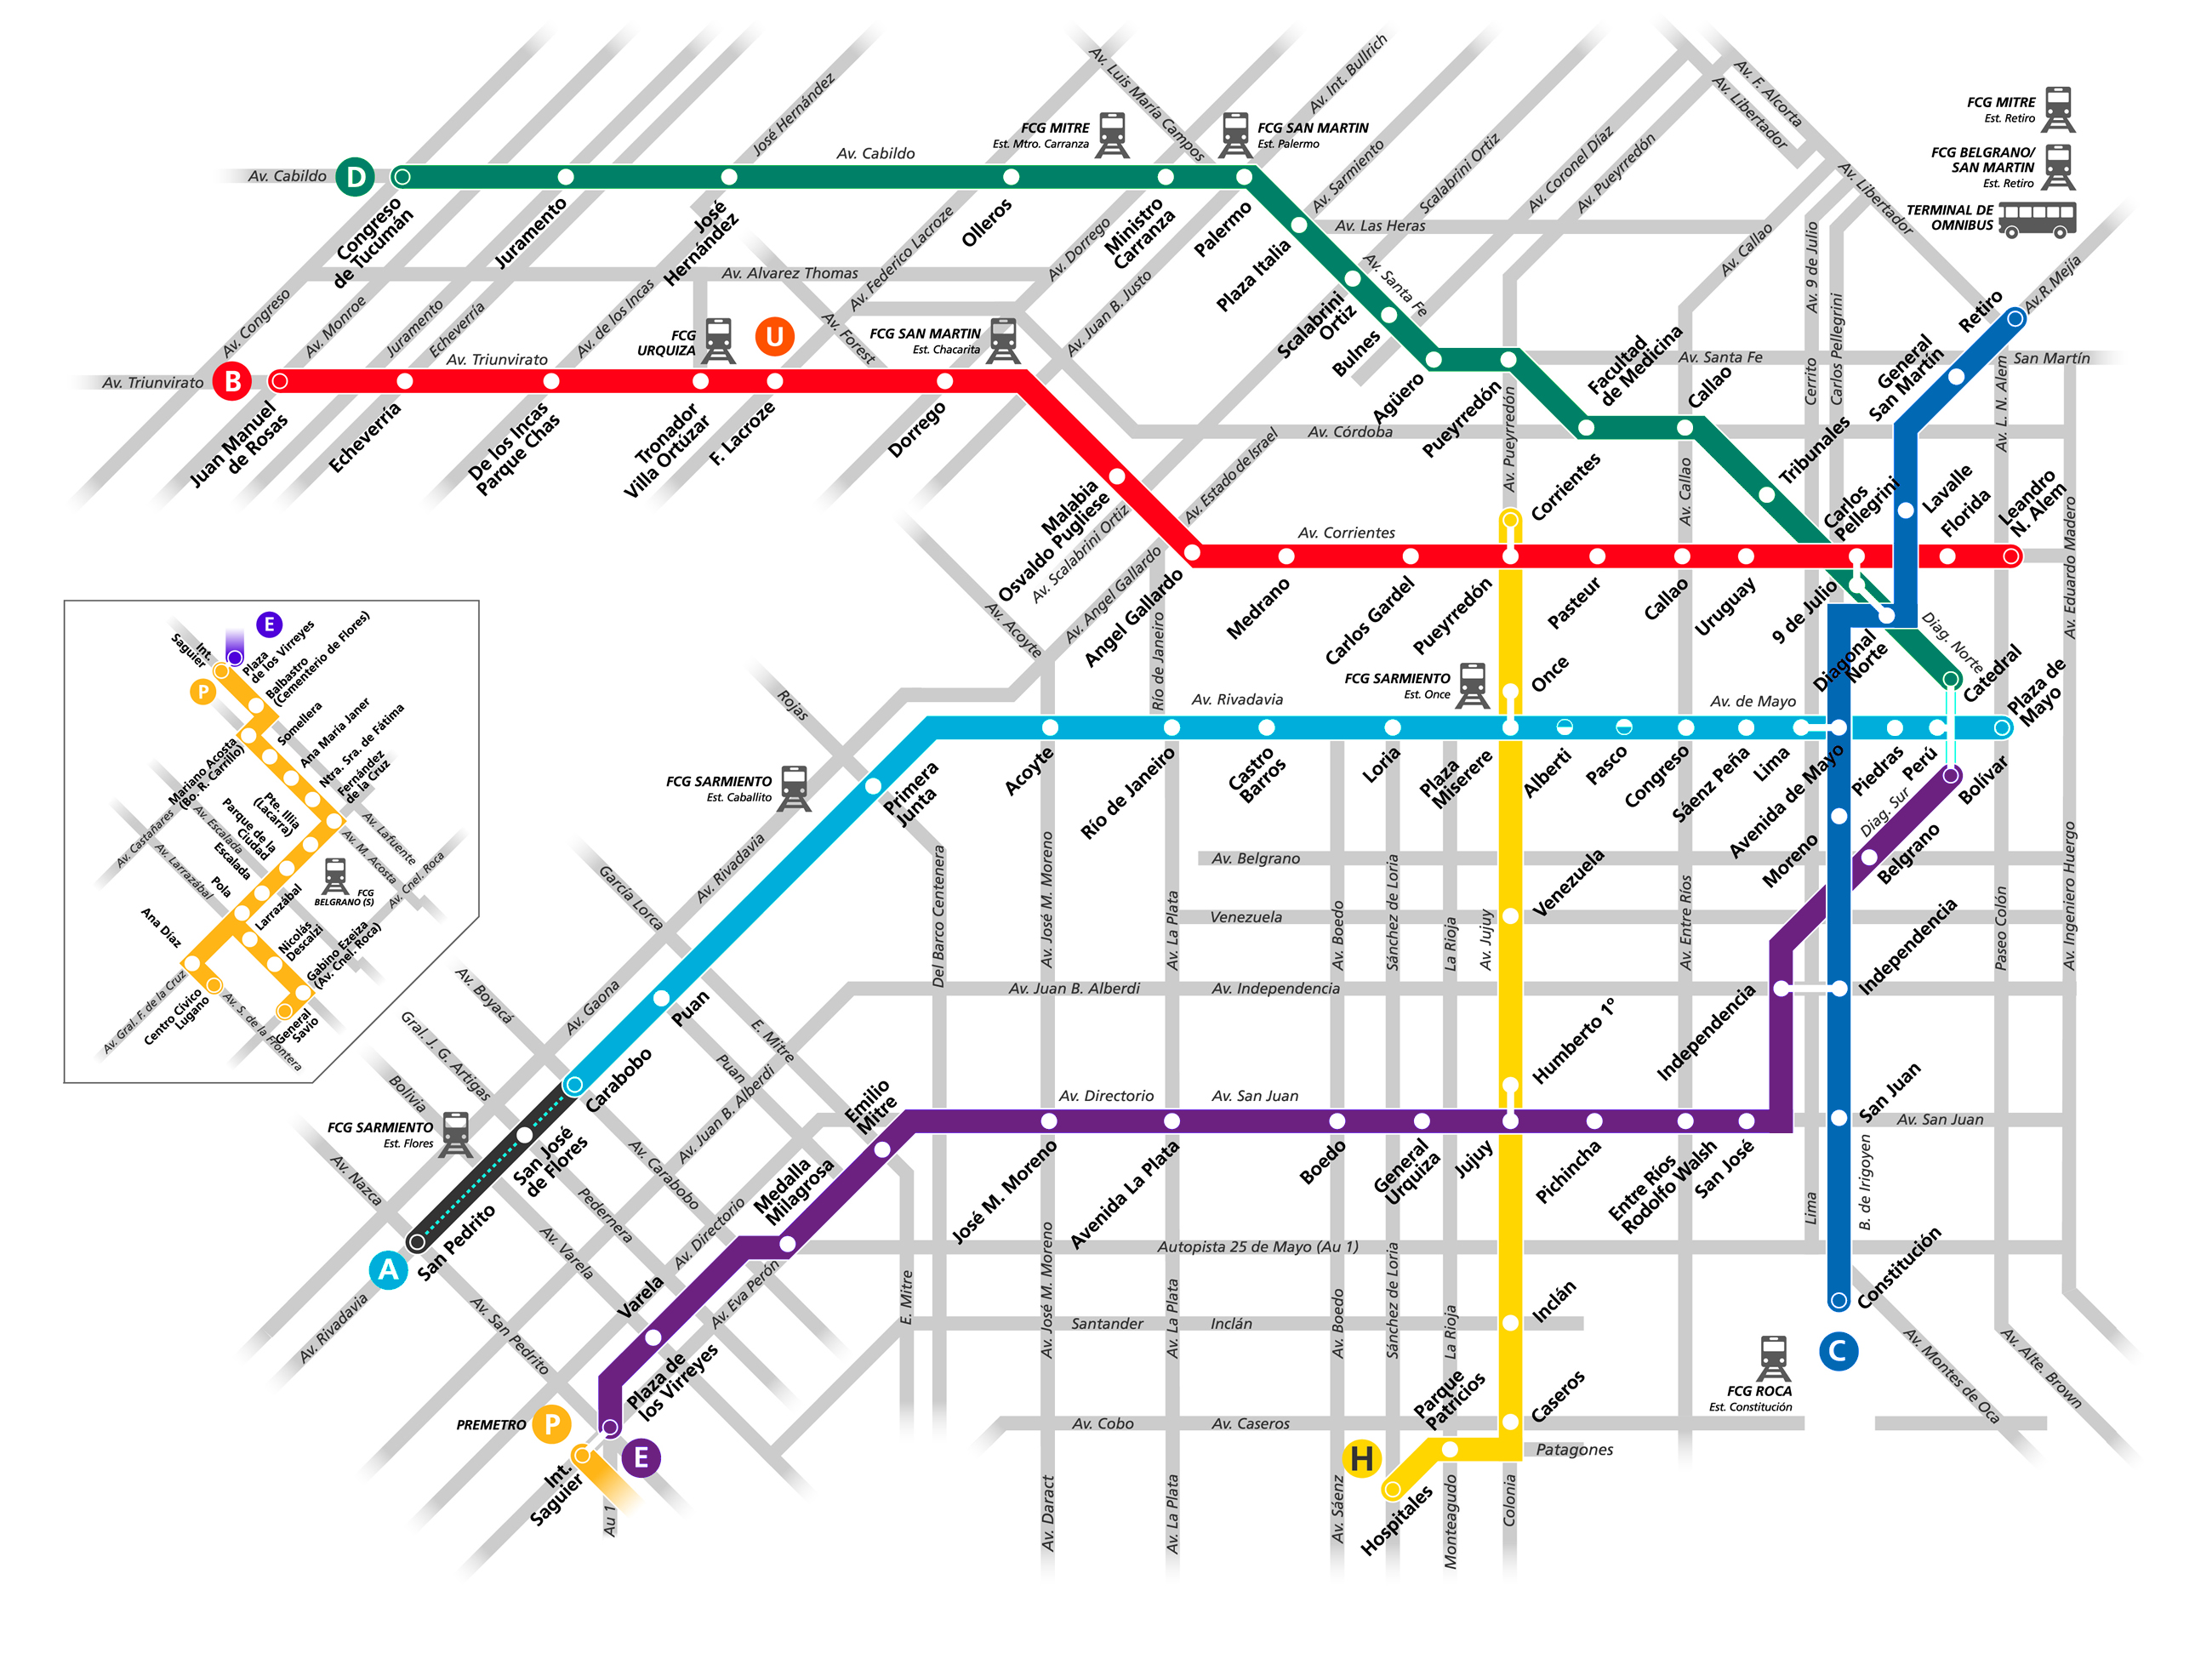 Av. Cabildo
D
Av. Cabildo
José Hernández
FCG MITRE
Est. Mtro. Carranza
Av. Luis María Campos
FCG SAN MARTIN
Est. Palermo
Av. Int. Bullrich
Av. Sarmiento
Scalabrini Ortiz
Av. Coronel Díaz
Av. Pueyrredón
Av. Libertador
Av. F. Alcorta
Av. Libertador
FCG MITRE
Est. Retiro
FCG BELGRANO/
SAN MARTIN
Est. Retiro
TERMINAL DE
OMNIBUS
Congreso
de Tucumán
Juramento
José
Hernández
Olleros
Ministro
Carranza
Palermo
Plaza Italia
Scalabrini
Ortiz
Bulnes
Agüero
Pueyrredón
Facultad
de Medicina
Callao
Tribunales
9 de Julio
Catedral
Av. Las Heras
Av. Santa Fe
Av. Callao
Av. 9 de Julio
Cerrito
Carlos Pellegrini
Av. Santa Fe
San Martín
Av.R.Mejía
Av. L. N. Alem
Av. Alvarez Thomas
Av. Federico Lacroze
Av. Dorrego
Av. Juan B. Justo
Av. Forest
Av. Congreso
Av. Monroe
Juramento
Echeverría
Av. de los Incas
Av. Triunvirato
B
Av. Triunvirato
FCG
URQUIZA
U
FCG SAN MARTIN
Est. Chacarita
Juan Manuel
de Rosas
Echeverría
De los Incas
Parque Chas
Tronador
Villa Ortúzar
F. Lacroze
Dorrego
Malabia
Osvaldo Pugliese
Angel Gallardo
Medrano
Carlos Gardel
Pueyrredón
Pasteur
Callao
Uruguay
Carlos
Pellegrini
Florida
Leandro
N. Alem
Av. Córdoba
Av. Estado de Israel
Av. Scalabrini Ortiz
Av. Angel Gallardo
Av. Corrientes
Av. Pueyrredón
Av. Callao
Av. Eduardo Madero
Av. Acoyte
Río de Janeiro
Diag. Norte
Retiro
General
San Martín
Lavalle
Diagonal
Norte
Avenida de Mayo
Moreno
Independencia
San Juan
Constitución
C
Corrientes
Once
FCG SARMIENTO
Est. Once
Venezuela
Humberto 1º
Inclán
Caseros
Parque
Patricios
Hospitales
H
Av. Rivadavia
Av. de Mayo
Plaza de
Mayo
Perú
Piedras
Lima
Sáenz Peña
Congreso
Pasco
Alberti
Plaza
Miserere
Loria
Castro
Barros
Río de Janeiro
Acoyte
Primera
Junta
Puan
Carabobo
San José
de Flores
San Pedrito
A
Rojas
FCG SARMIENTO
Est. Caballito
Av. Rivadavia
García Lorca
Av. Gaona
Av. Boyacá
Gral. J. G. Artigas
Bolivia
FCG SARMIENTO
Est. Flores
Av. Nazca
Av. Rivadavia
E. Mitre
Puan
Av. Juan B. Alberdi
Av. Carabobo
Pedernera
Av. Varela
Av. Directorio
Av. Eva Perón
Av. San Pedrito
Bolívar
Belgrano
Independencia
San José
Entre Ríos
Rodolfo Walsh
Pichincha
Jujuy
General
Urquiza
Boedo
Avenida La Plata
José M. Moreno
Emilio
Mitre
Medalla
Milagrosa
Varela
Plaza de
los Virreyes
E
PREMETRO
P
Int.
Saguier
Au 1
Diag. Sur
Av. Belgrano
Venezuela
Av. Juan B. Alberdi
Av. Independencia
Av. Directorio
Av. San Juan
Av. San Juan
Autopista 25 de Mayo (Au 1)
Santander
Inclán
Av. Cobo
Av. Caseros
Patagones
Del Barco Centenera
Av. José M. Moreno
Av. La Plata
Av. Boedo
Sánchez de Loria
La Rioja
Av. Jujuy
Av. Entre Ríos
Paseo Colón
Av. Ingeniero Huergo
Lima
B. de Irigoyen
E. Mitre
Av. José M. Moreno
Av. La Plata
Av. Boedo
Sánchez de Loria
La Rioja
Av. Daract
Av. La Plata
Av. Sáenz
Monteagudo
Colonia
FCG ROCA
Est. Constitución
Av. Montes de Oca
Av. Alte. Brown
E
Int.
Saguier
P
Plaza
de los Virreyes
Balbastro
(Cementerio de Flores)
Somellera
Ana María Janer
Ntra. Sra. de Fátima
Fernández
de la Cruz
Mariano Acosta
(Bo. R. Carrillo)
Pte. Illia
(Lacarra)
Parque de la
Ciudad
Escalada
Pola
Ana Díaz
Larrazábal
Nicolás
Descalzi
Gabino Ezeiza
(Av. Cnel. Roca)
General
Savio
Centro Cívico
Lugano
FCG
BELGRANO (S)
Av. Castañares
Av. Escalada
Av. Larrazábal
Av. Lafuente
Av. M. Acosta
Av. Cnel. Roca
Av. Gral. F. de la Cruz
Av. S. de la Frontera